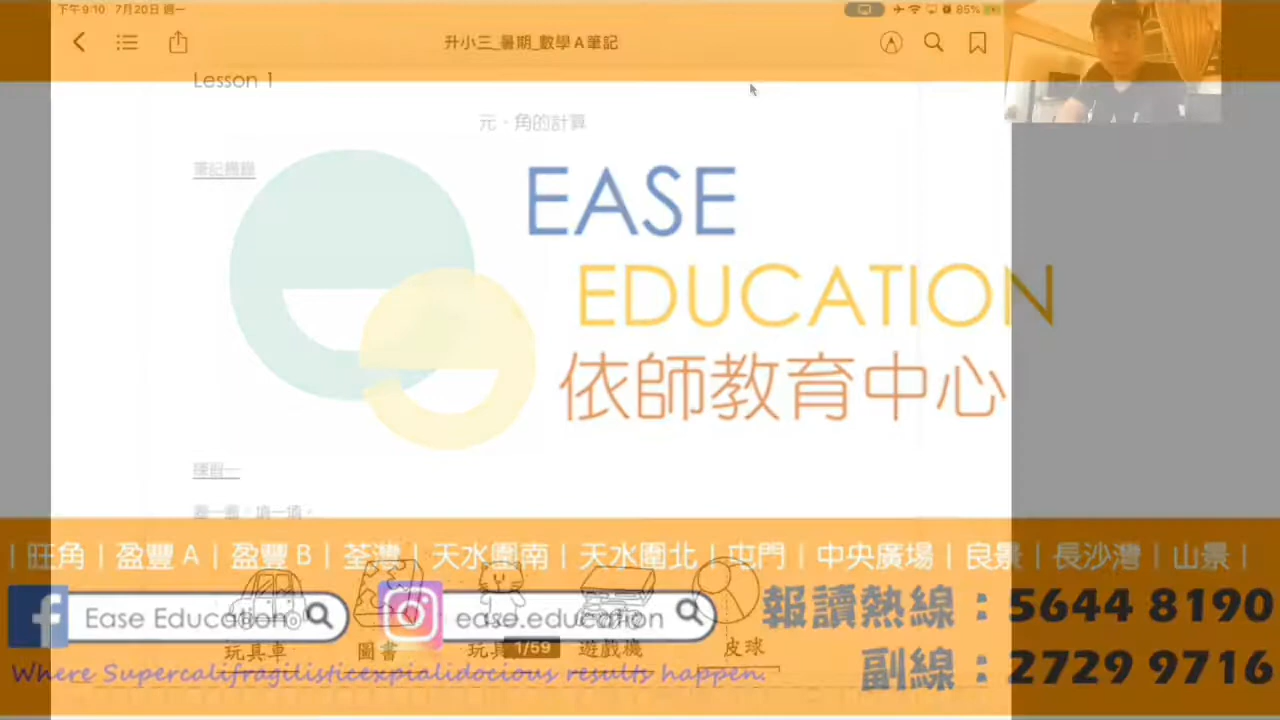 下午9:10 7月20日 週一
85%
升小三_暑期_數學A筆記
Lesson 1
元、角的計算
筆記摘錄
EASE
EDUCATION
依師教育中心
練習一
看一看，填一填。
| 旺角 | 盈豐A | 盈豐B | 荃灣 | 天水圍南 | 天水圍北 | 屯門 | 中央廣場 | 良景 | 長沙灣 | 山景 |
Ease Education
ease.education
報讀熱線：5644 8190
玩具車 圖書 1/59 遊戲機 皮球
副線：2729 9716
Where Supercalifragilisticexpialidocious results happen.